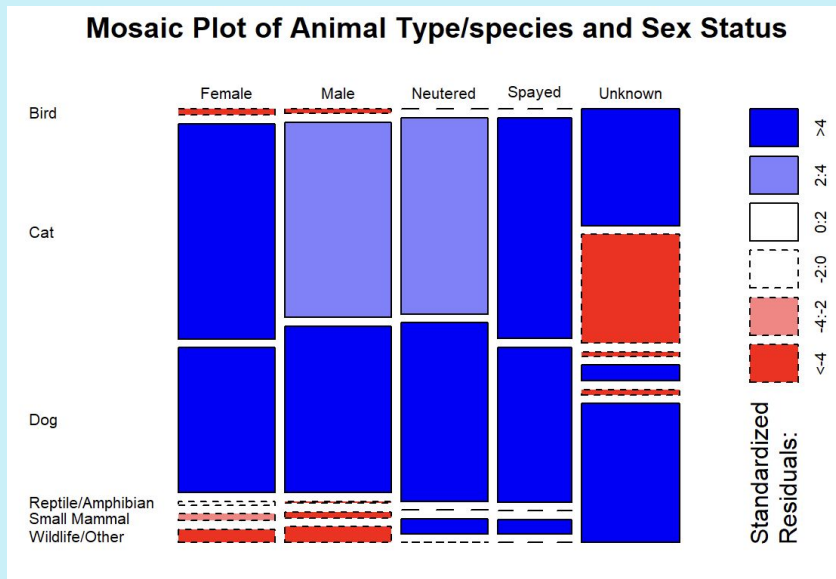 Mosaic Plot of Animal Type/species and Sex Status
Female Male Neutered Spayed Unknown
Bird
Cat
Dog
Reptile/Amphibian
Small Mammal
Wildlife/Other
>4
2:4
0:2
-2:0
-4:-2
<-4
Standardized
Residuals: